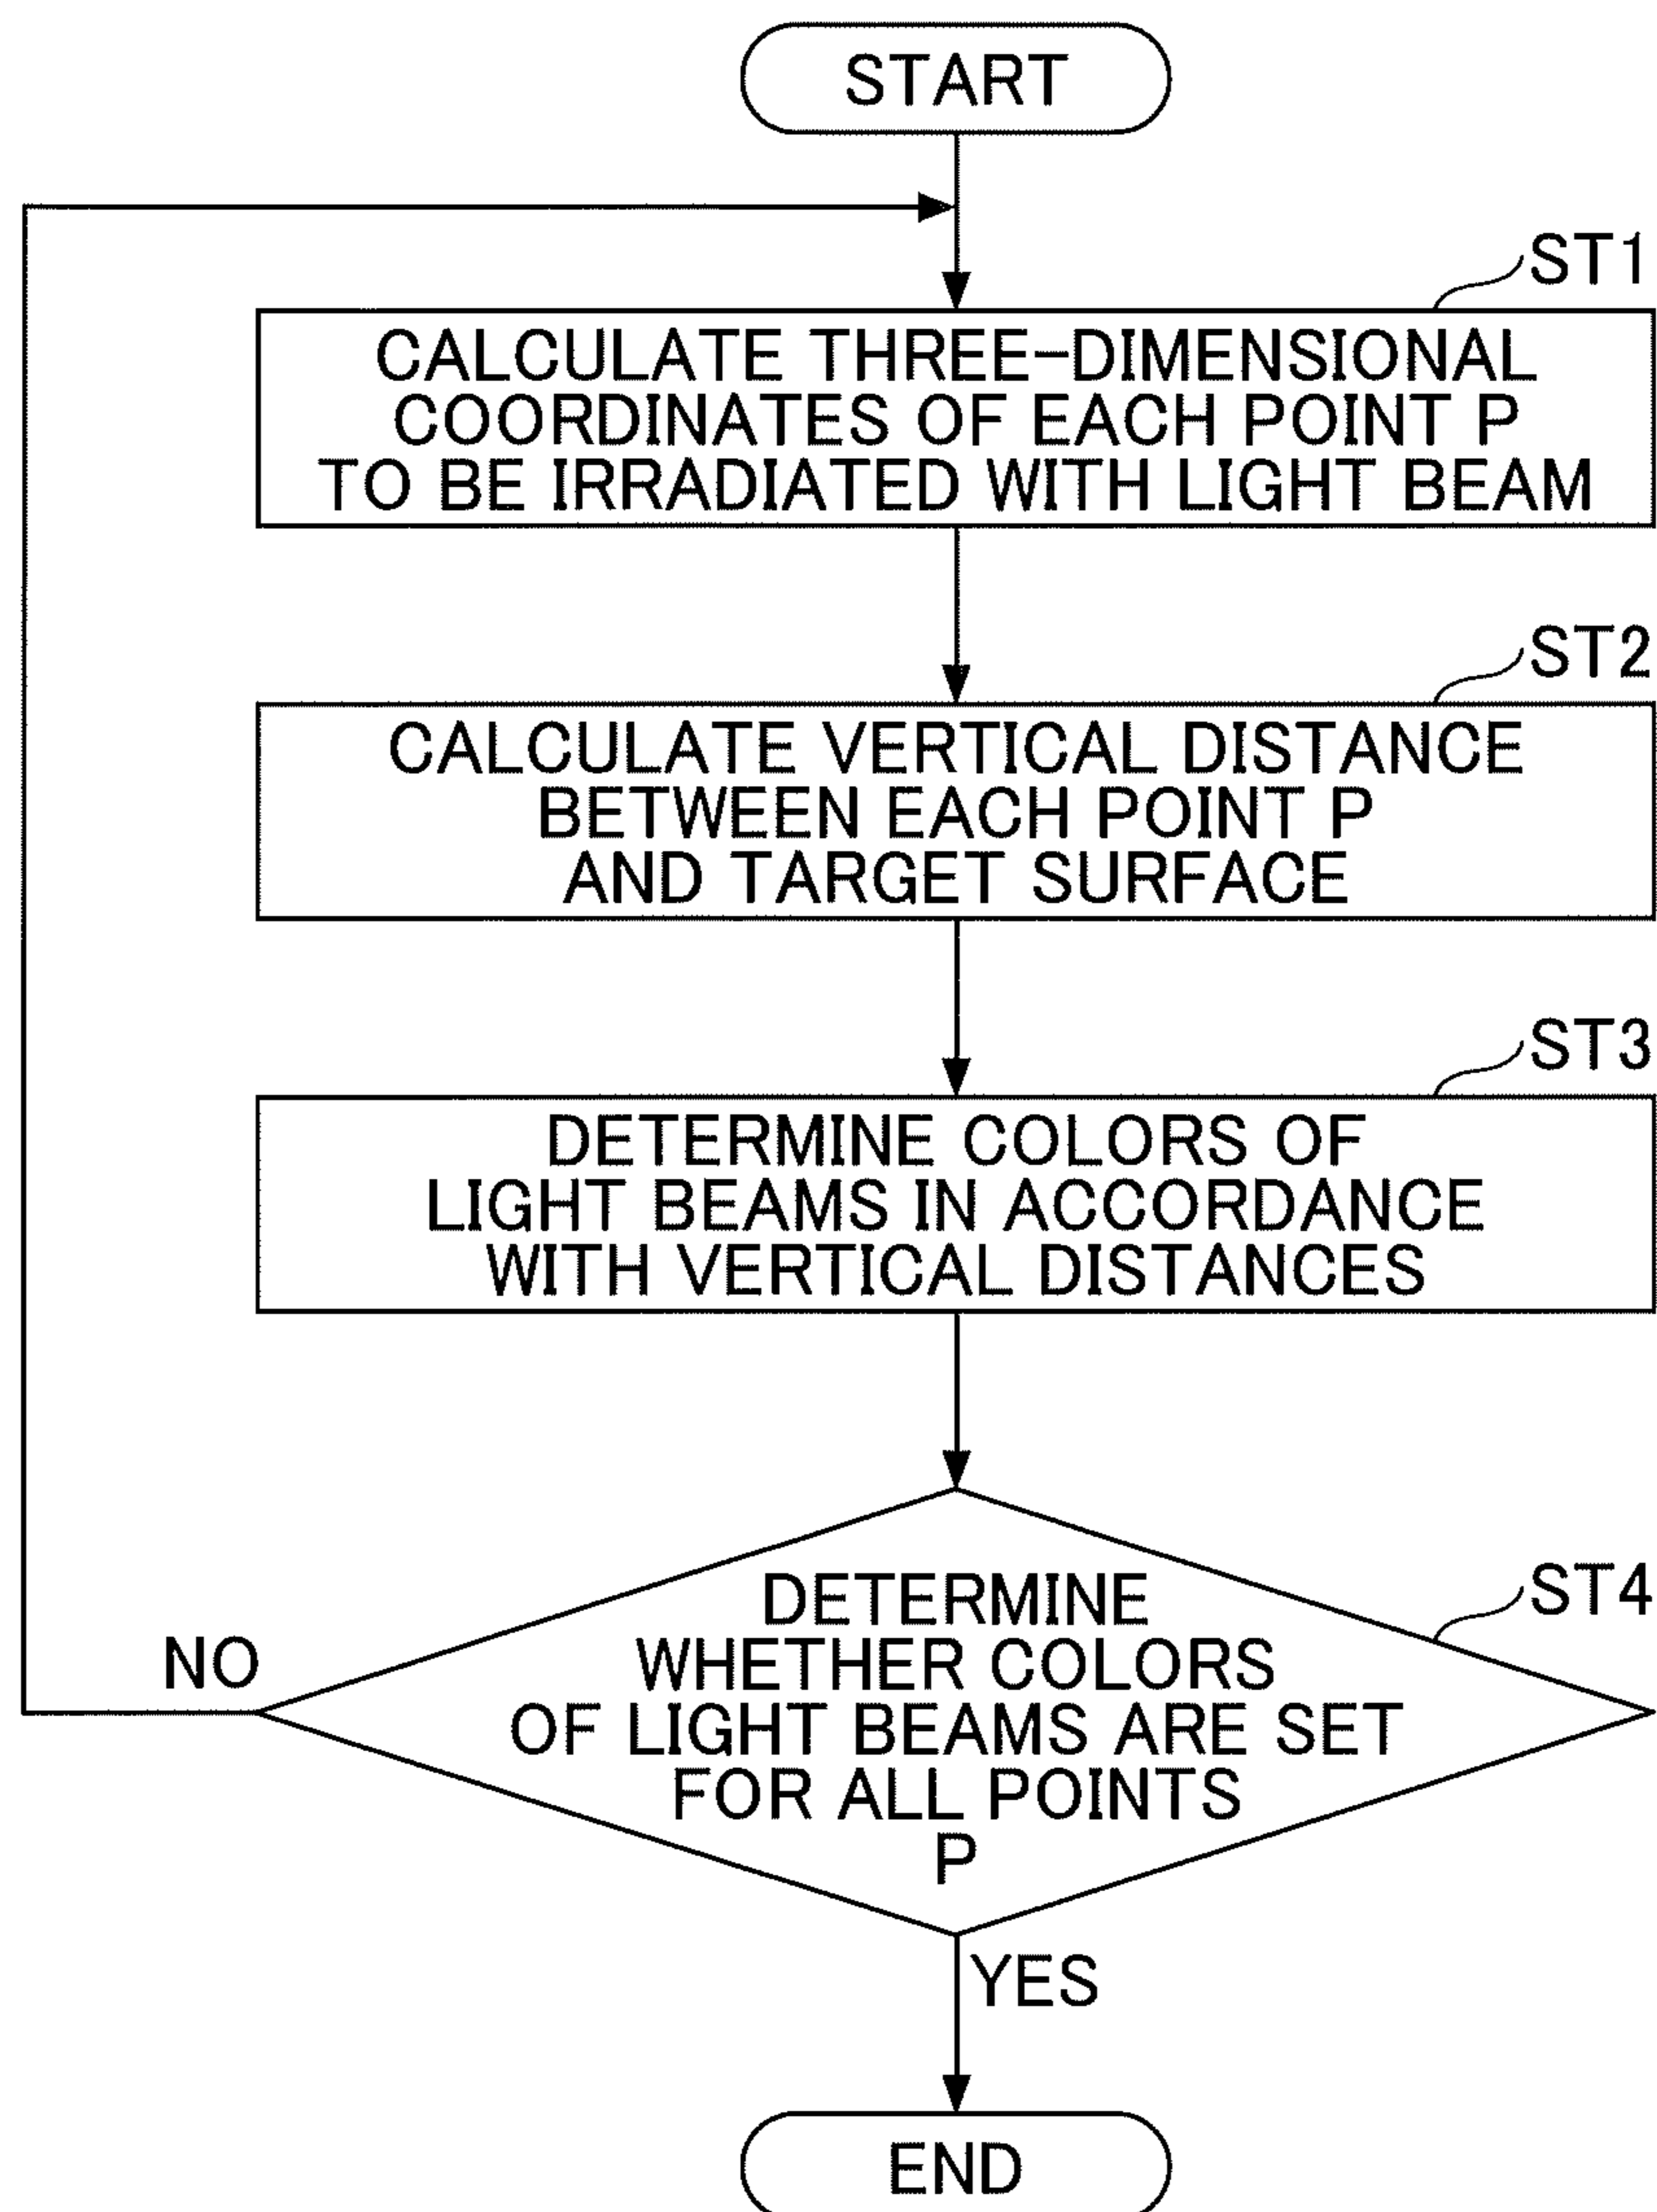 START
ST1
CALCULATE THREE-DIMENSIONAL
COORDINATES OF EACH POINT P
TO BE IRRADIATED WITH LIGHT BEAM
ST2
CALCULATE VERTICAL DISTANCE
BETWEEN EACH POINT P
AND TARGET SURFACE
ST3
DETERMINE COLORS OF
LIGHT BEAMS IN ACCORDANCE
WITH VERTICAL DISTANCES
ST4
DETERMINE
WHETHER COLORS
OF LIGHT BEAMS ARE SET
FOR ALL POINTS
P
NO
YES
END